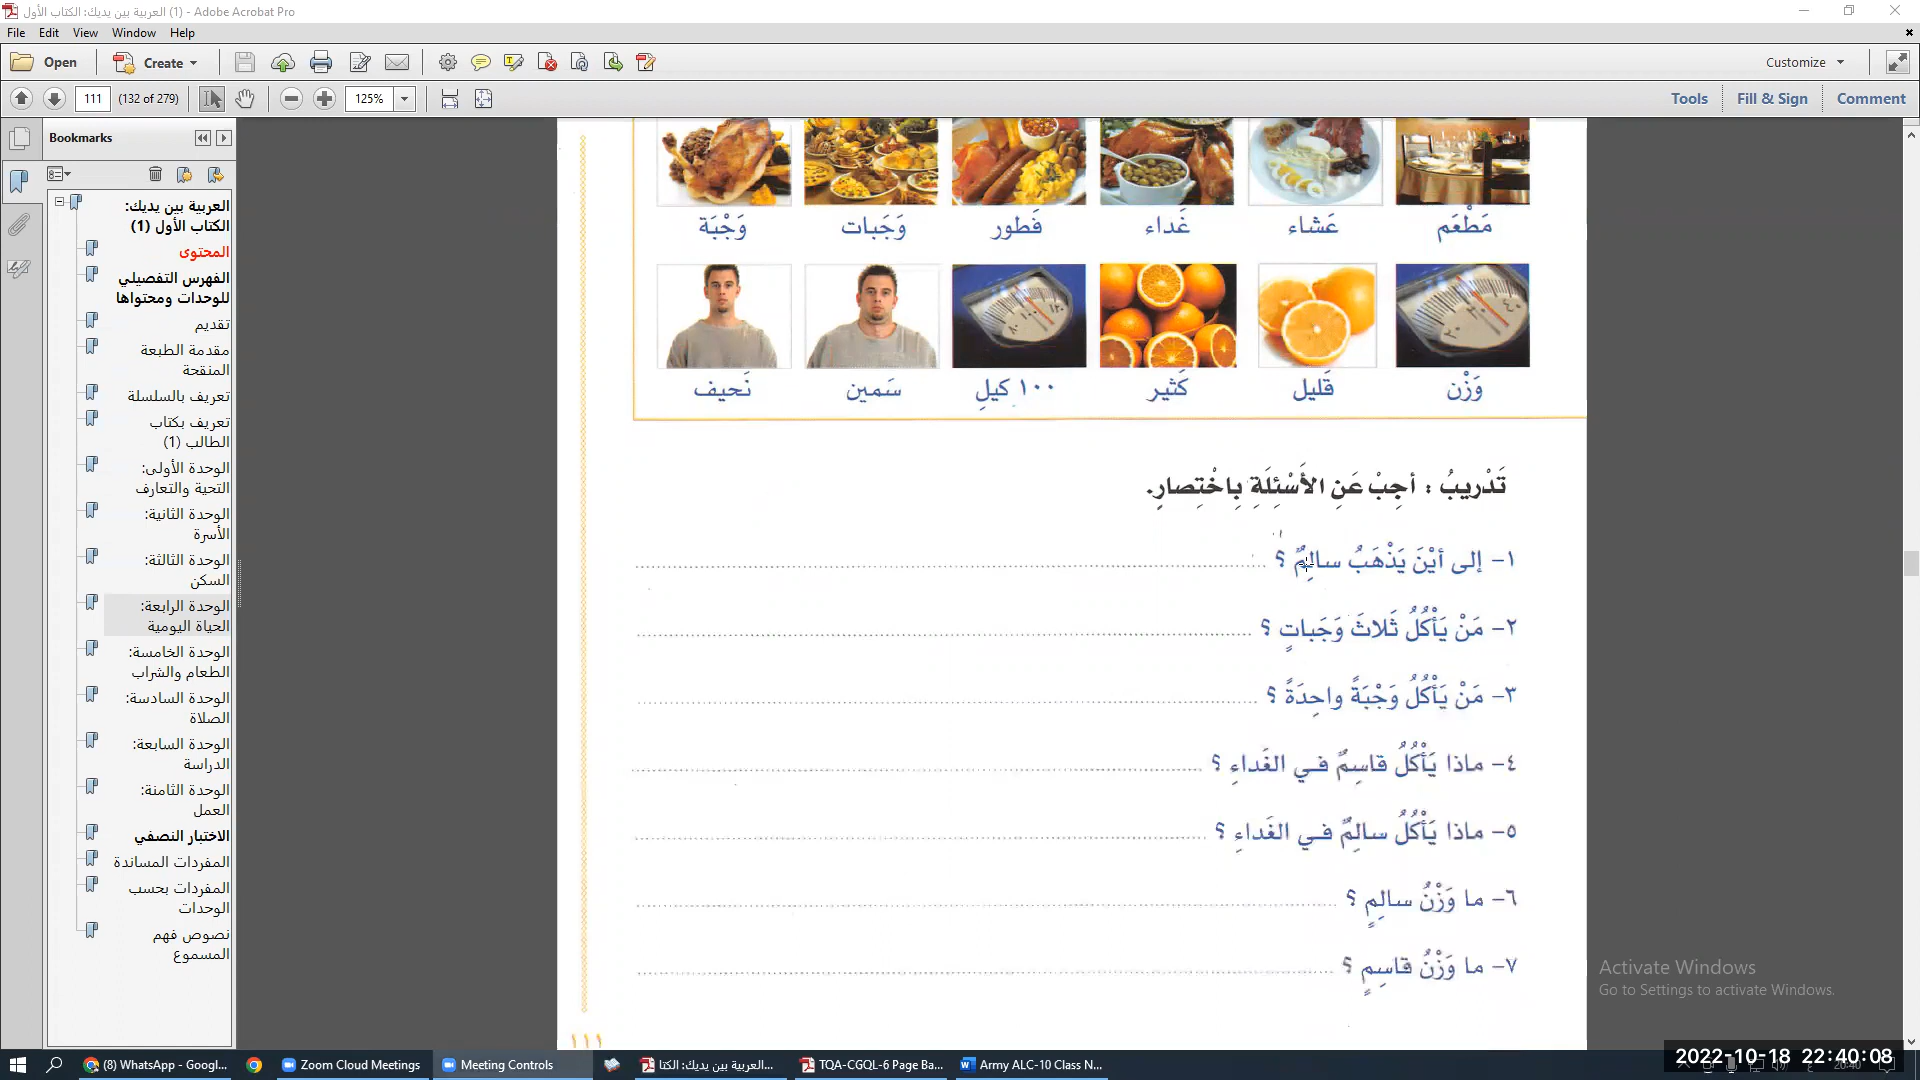 العربية بين يديك: الكتاب الأول (1) - Adobe Acrobat Pro
File Edit View Window Help
Open Create Customize
111 (132 of 279) 125% Tools Fill & Sign Comment
Bookmarks
العربية بين يديك:
الكتاب الأول (1)
المحتوى
الفهرس التفصيلي
للوحدات ومحتواها
تقديم
مقدمة الطبعة
المنقحة
تعريف بالسلسلة
تعريف بكتاب
الطالب (1)
الوحدة الأولى:
التحية والتعارف
الوحدة الثانية:
الأسرة
الوحدة الثالثة:
السكن
الوحدة الرابعة:
الحياة اليومية
الوحدة الخامسة:
الطعام والشراب
الوحدة السادسة:
الصلاة
الوحدة السابعة:
الدراسة
الوحدة الثامنة:
العمل
الاختبار النصفي
المفردات المساندة
المفردات بحسب
الوحدات
نصوص فهم
المسموع
مَطْعَم عَشاء غَداء فَطور وَجَبات وَجْبَة
وَزْن قَليل كَثير ١٠٠ كيلِ سَمين نَحيف
تَدْريبُ : أجِبْ عَنِ الأَسْئِلَةِ بِاخْتِصارٍ.
١- إلى أيْنَ يَذْهَبُ سالِمٌ ؟
٢- مَنْ يَأْكُلُ ثَلاثَ وَجَباتٍ ؟
٣- مَنْ يَأْكُلُ وَجْبَةً واحِدَةً ؟
٤- ماذا يَأْكُلُ قاسِمٌ في الغَداءِ ؟
٥- ماذا يَأْكُلُ سالِمٌ في الغَداءِ ؟
٦- ما وَزْنُ سالِمٍ ؟
٧- ما وَزْنُ قاسِمٍ ؟
١١١
Activate Windows
Go to Settings to activate Windows.
(8) WhatsApp - Googl... Zoom Cloud Meetings Meeting Controls العربية بين يديك: الكتا... TQA-CGQL-6 Page Ba... Army ALC-10 Class N...
2022-10-18 22:40:08